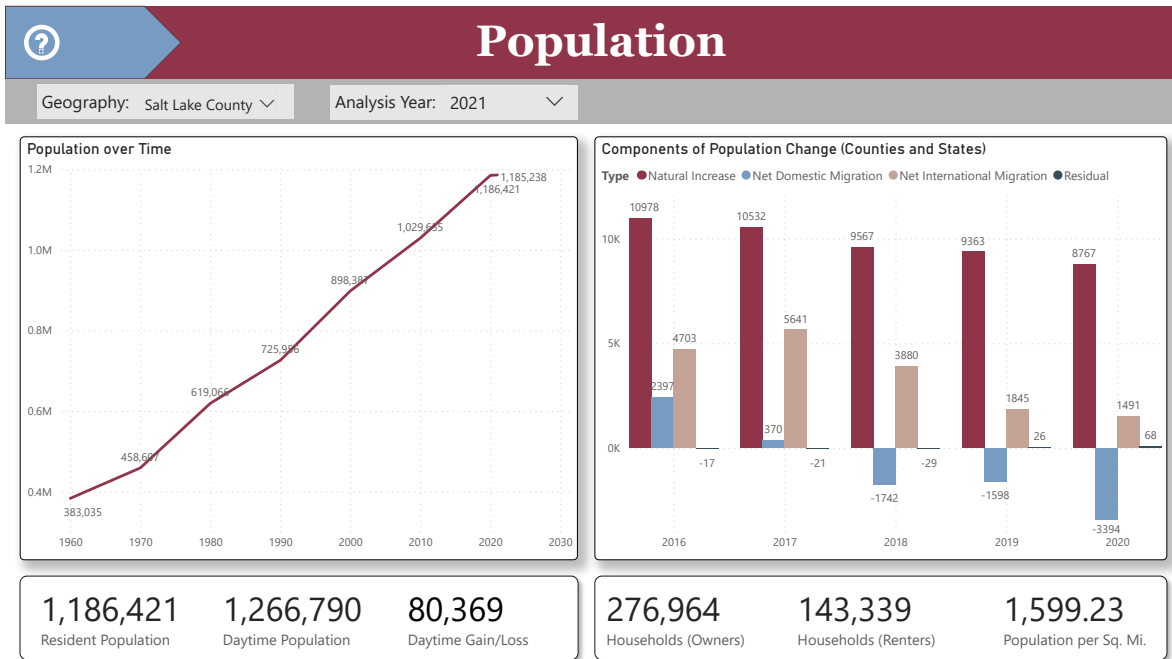 Population
Geography: Salt Lake County
Analysis Year: 2021
Population over Time
1.2M
1.0M
0.8M
0.6M
0.4M
383,035
458,607
619,066
725,956
898,387
1,029,655
1,185,238
1,186,421
1960 1970 1980 1990 2000 2010 2020 2030
Components of Population Change (Counties and States)
Type Natural Increase Net Domestic Migration Net International Migration Residual
10K
5K
0K
10978 2397 4703 -17
10532 370 5641 -21
9567 -1742 3880 -29
9363 -1598 1845 26
8767 -3394 1491 68
2016 2017 2018 2019 2020
1,186,421 1,266,790 80,369
Resident Population Daytime Population Daytime Gain/Loss
276,964 143,339 1,599.23
Households (Owners) Households (Renters) Population per Sq. Mi.